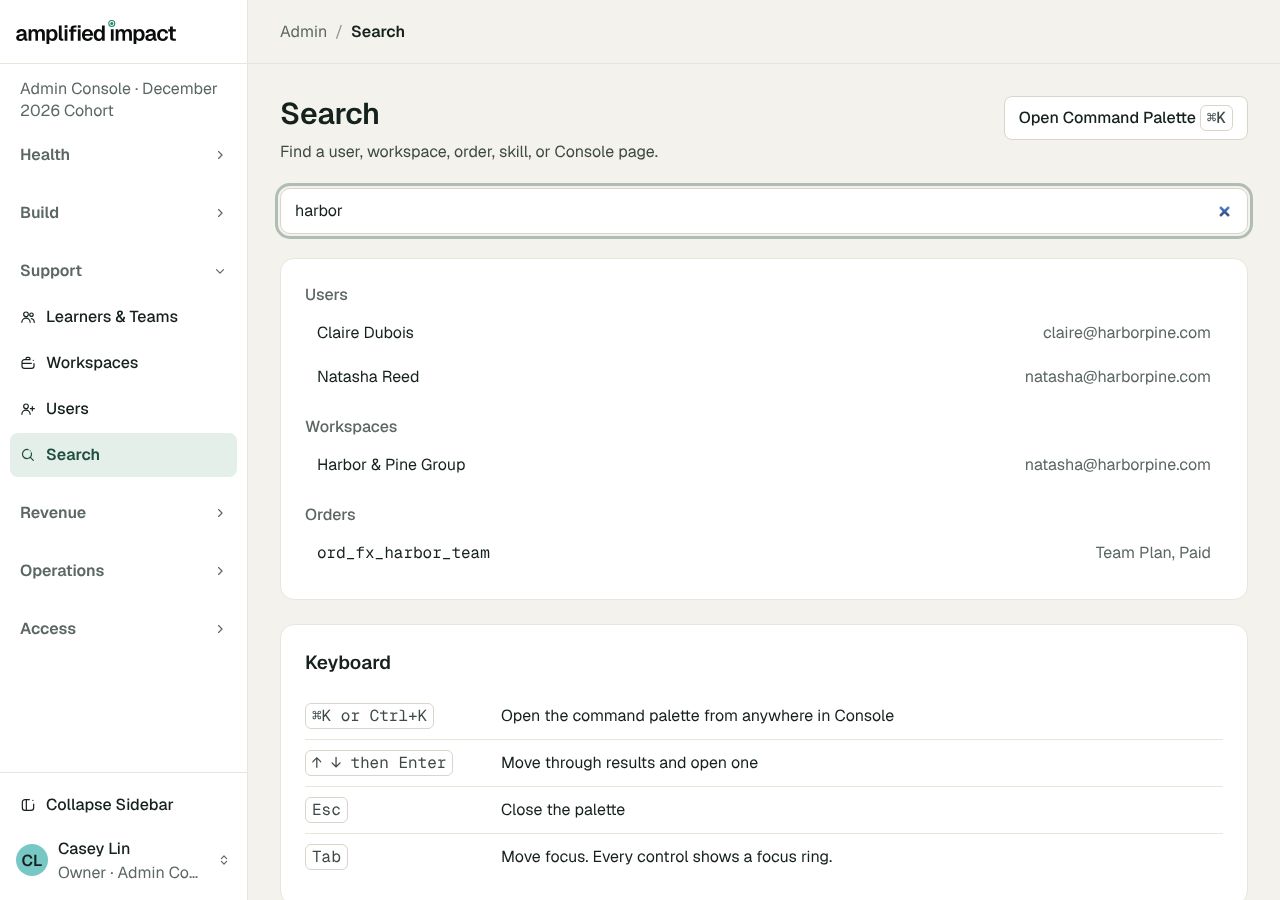 amplified impact
Admin / Search
Admin Console · December
2026 Cohort
Health
Build
Support
Learners & Teams
Workspaces
Users
Search
Revenue
Operations
Access
Collapse Sidebar
CL
Casey Lin
Owner · Admin Co...
Search
Open Command Palette ⌘K
Find a user, workspace, order, skill, or Console page.
harbor
Users
Claire Dubois claire@harborpine.com
Natasha Reed natasha@harborpine.com
Workspaces
Harbor & Pine Group natasha@harborpine.com
Orders
ord_fx_harbor_team Team Plan, Paid
Keyboard
⌘K or Ctrl+K Open the command palette from anywhere in Console
↑ ↓ then Enter Move through results and open one
Esc Close the palette
Tab Move focus. Every control shows a focus ring.